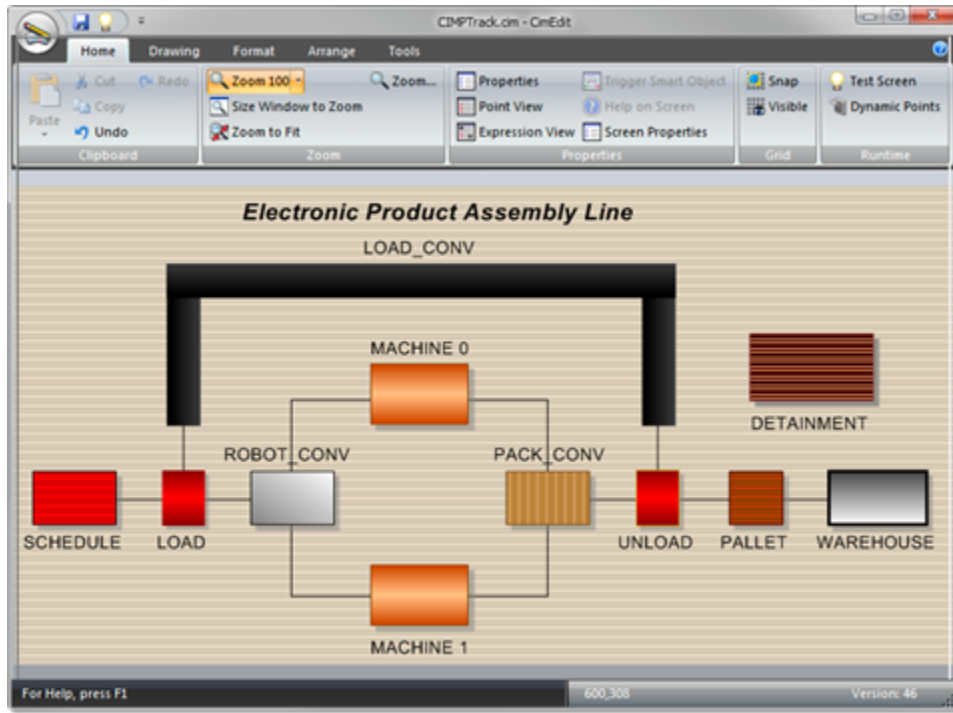 CIMPTrack.cim - CimEdit
Home Drawing Format Arrange Tools
Paste
Cut
Copy
Undo
Redo
Clipboard
Zoom 100
Size Window to Zoom
Zoom to Fit
Zoom...
Zoom
Properties
Point View
Expression View
Trigger Smart Object
Help on Screen
Screen Properties
Properties
Snap
Visible
Grid
Test Screen
Dynamic Points
Runtime
Electronic Product Assembly Line
LOAD_CONV
MACHINE 0
DETAINMENT
ROBOT_CONV
PACK_CONV
SCHEDULE
LOAD
UNLOAD
PALLET
WAREHOUSE
MACHINE 1
For Help, press F1
600,308
Version: 46